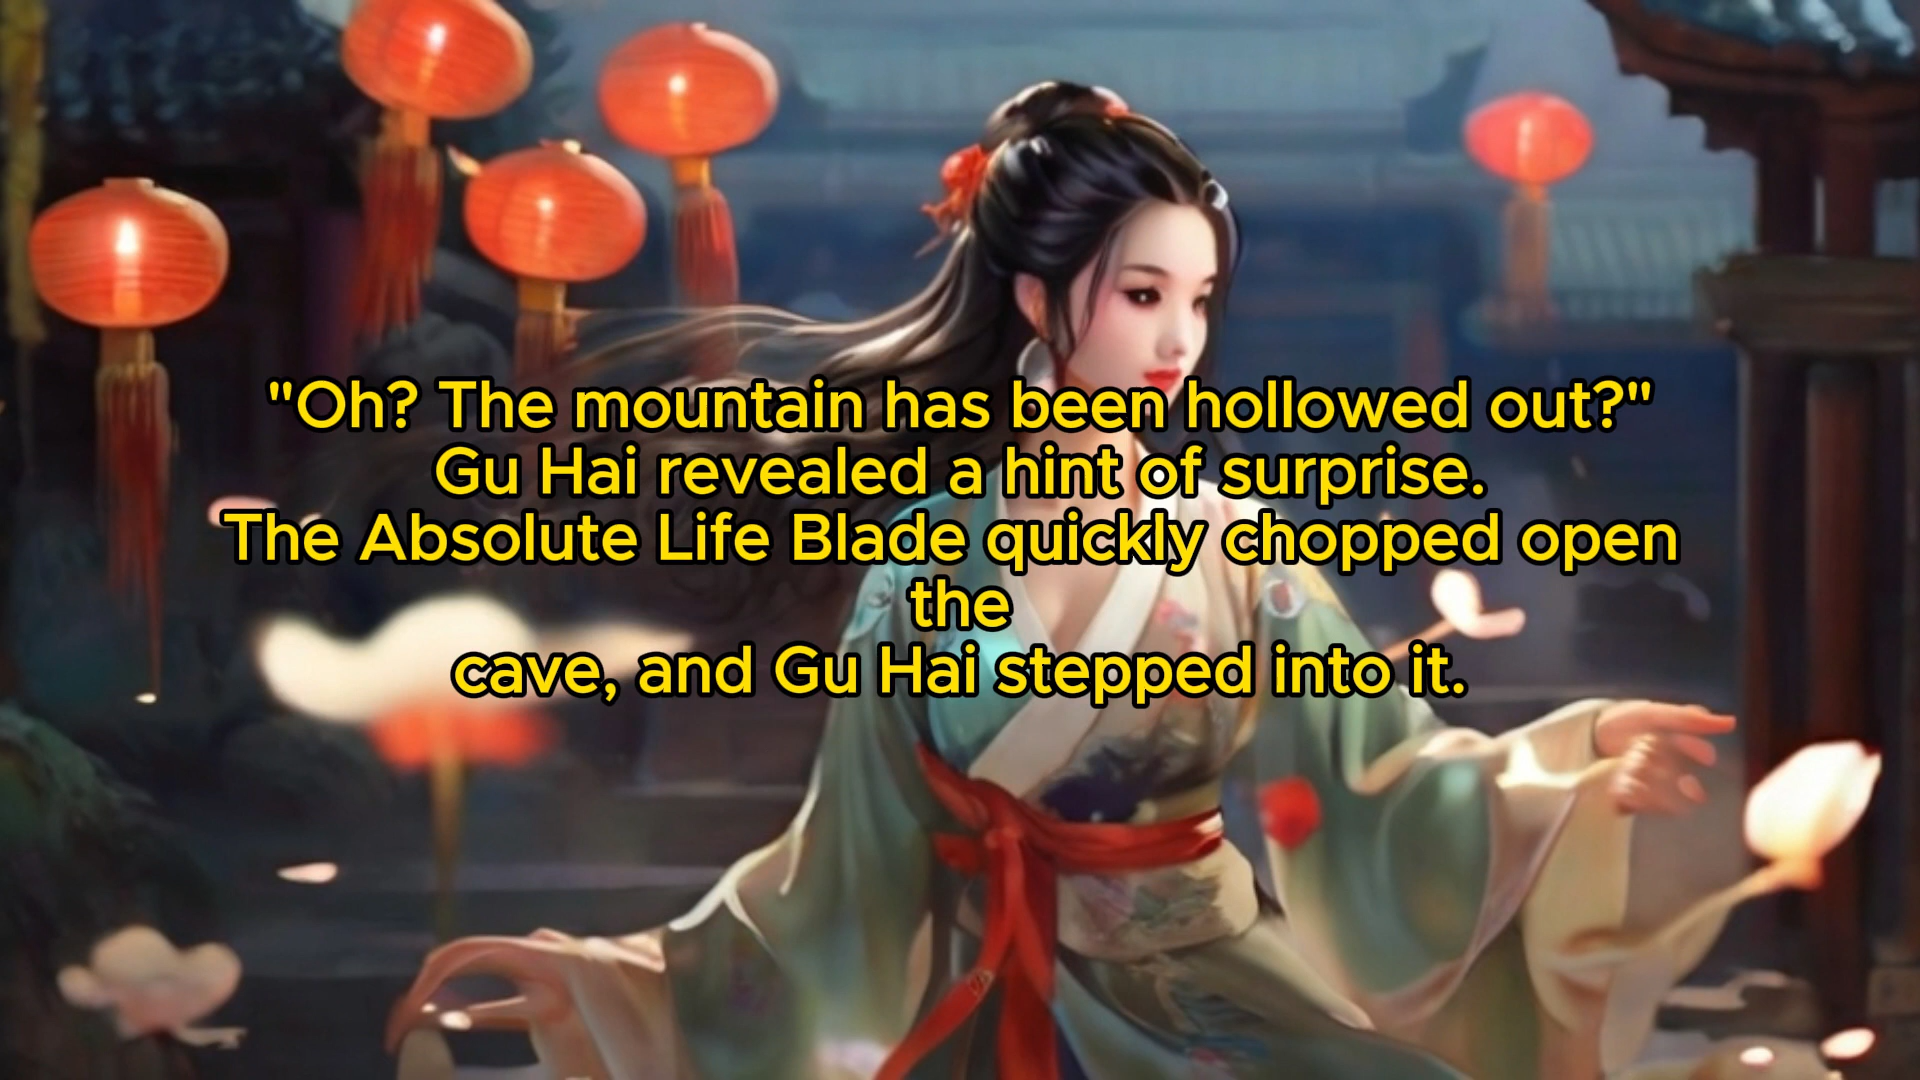 "Oh? The mountain has been hollowed out?"
Gu Hai revealed a hint of surprise.
The Absolute Life Blade quickly chopped open
the
cave, and Gu Hai stepped into it.